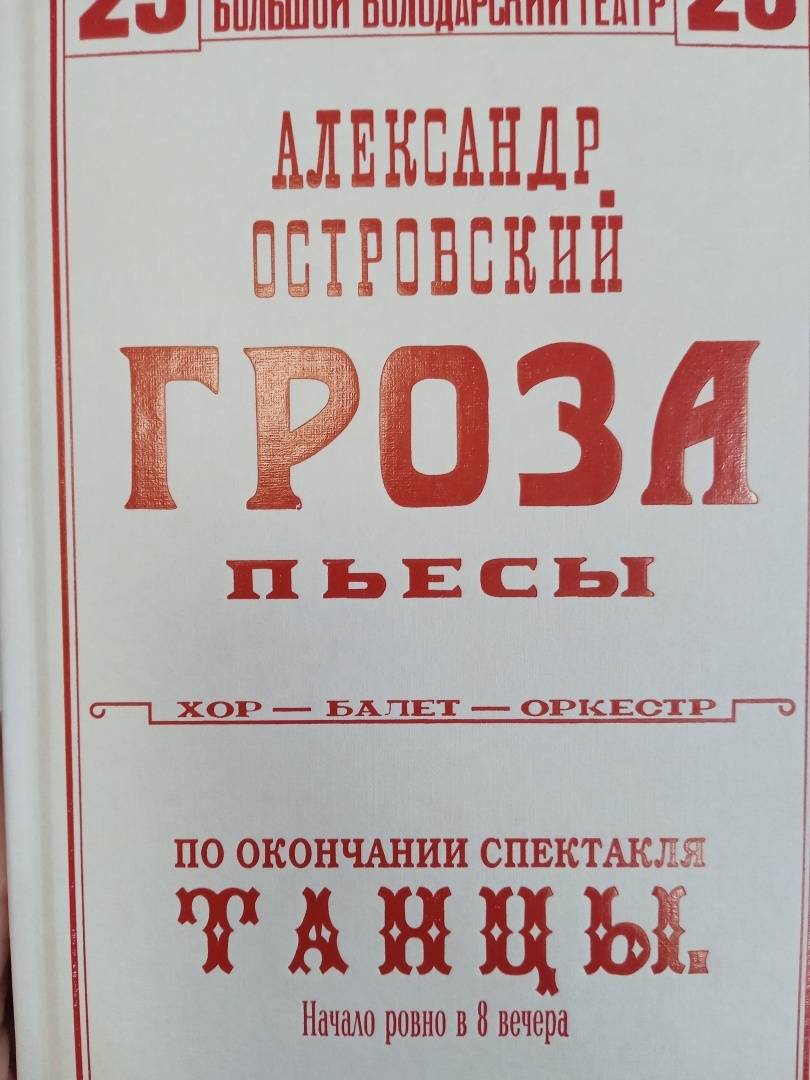 БОЛЬШОЙ ВОЛОДАРСКИЙ ТЕАТР
АЛЕКСАНДР
ОСТРОВСКИЙ
ГРОЗА
ПЬЕСЫ
ХОР — БАЛЕТ — ОРКЕСТР
ПО ОКОНЧАНИИ СПЕКТАКЛЯ
ТАНЦЫ.
Начало ровно в 8 вечера